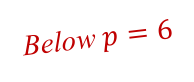 Below p = 6